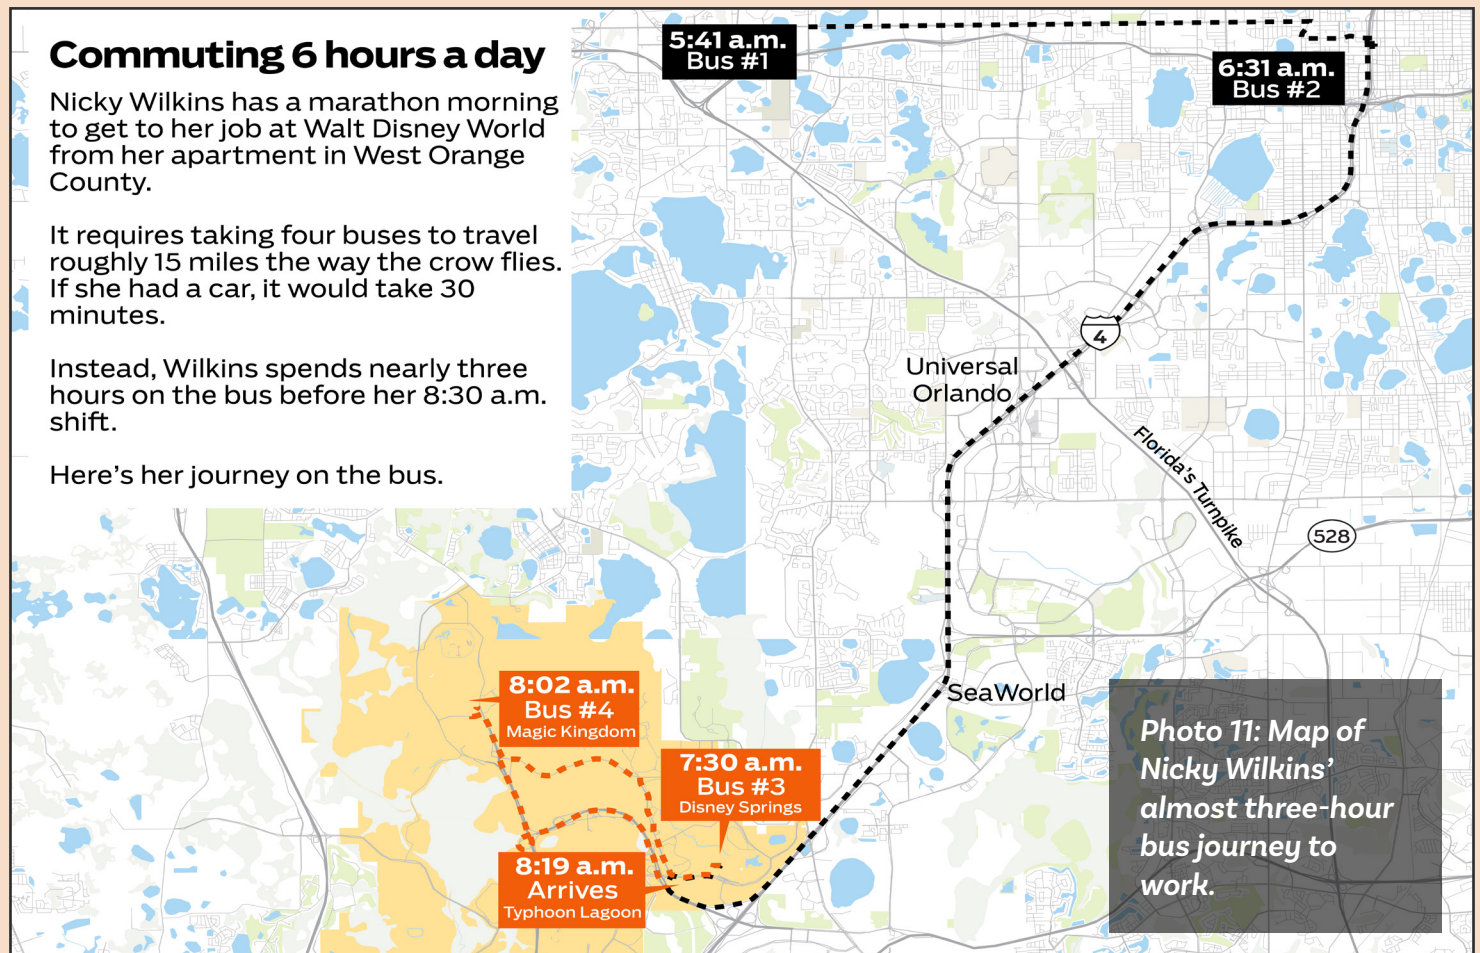 Commuting 6 hours a day
Nicky Wilkins has a marathon morning
to get to her job at Walt Disney World
from her apartment in West Orange
County.
It requires taking four buses to travel
roughly 15 miles the way the crow flies.
If she had a car, it would take 30
minutes.
Instead, Wilkins spends nearly three
hours on the bus before her 8:30 a.m.
shift.
Here's her journey on the bus.
5:41 a.m.
Bus #1
6:31 a.m.
Bus #2
4
Universal
Orlando
Florida's Turnpike
528
SeaWorld
8:02 a.m.
Bus #4
Magic Kingdom
7:30 a.m.
Bus #3
Disney Springs
8:19 a.m.
Arrives
Typhoon Lagoon
Photo 11: Map of
Nicky Wilkins'
almost three-hour
bus journey to
work.